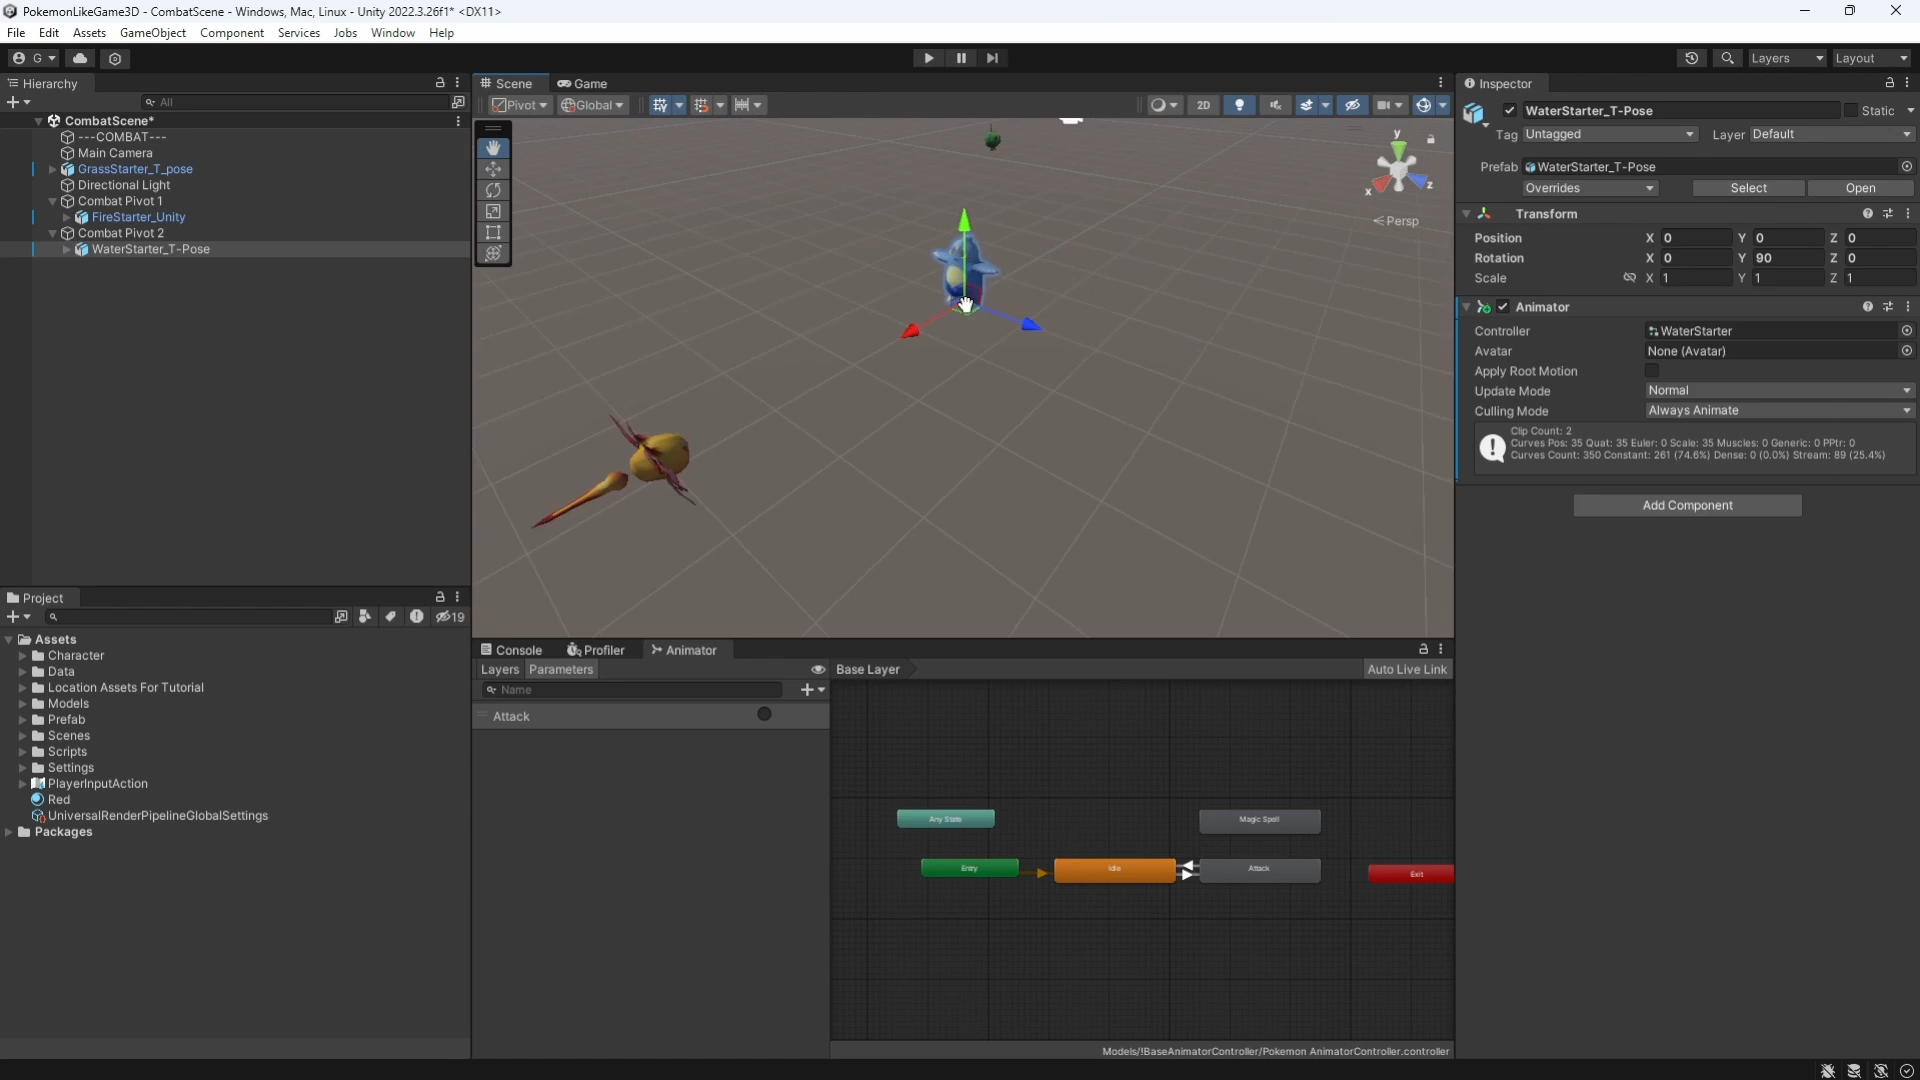 PokemonLikeGame3D - CombatScene - Windows, Mac, Linux - Unity 2022.3.26f1* <DX11>
File Edit Assets GameObject Component Services Jobs Window Help
G Layers Layout
Hierarchy
All
CombatScene*
---COMBAT---
Main Camera
GrassStarter_T_pose
Directional Light
Combat Pivot 1
FireStarter_Unity
Combat Pivot 2
WaterStarter_T-Pose
Project
19
Assets
Character
Data
Location Assets For Tutorial
Models
Prefab
Scenes
Scripts
Settings
PlayerInputAction
Red
UniversalRenderPipelineGlobalSettings
Packages
Scene Game
Pivot Global 2D
y
x z
Persp
Console Profiler Animator
Layers Parameters Base Layer Auto Live Link
Name
Attack
Any State Magic Spell
Entry Idle Attack Exit
Models/!BaseAnimatorController/Pokemon AnimatorController.controller
Inspector
WaterStarter_T-Pose Static
Tag Untagged Layer Default
Prefab WaterStarter_T-Pose
Overrides Select Open
Transform
Position X 0 Y 0 Z 0
Rotation X 0 Y 90 Z 0
Scale X 1 Y 1 Z 1
Animator
Controller WaterStarter
Avatar None (Avatar)
Apply Root Motion
Update Mode Normal
Culling Mode Always Animate
Clip Count: 2
Curves Pos: 35 Quat: 35 Euler: 0 Scale: 35 Muscles: 0 Generic: 0 PPtr: 0
Curves Count: 350 Constant: 261 (74.6%) Dense: 0 (0.0%) Stream: 89 (25.4%)
Add Component